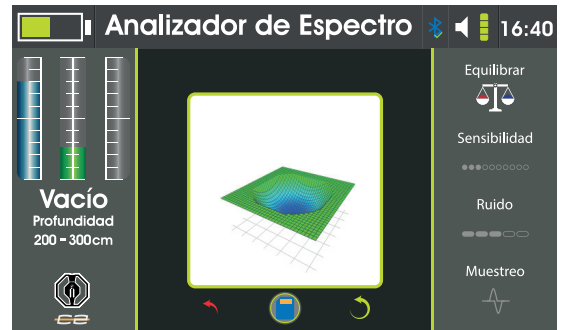 Analizador de Espectro
16:40
Vacío
Profundidad
200 - 300cm
Equilibrar
Sensibilidad
Ruido
Muestreo